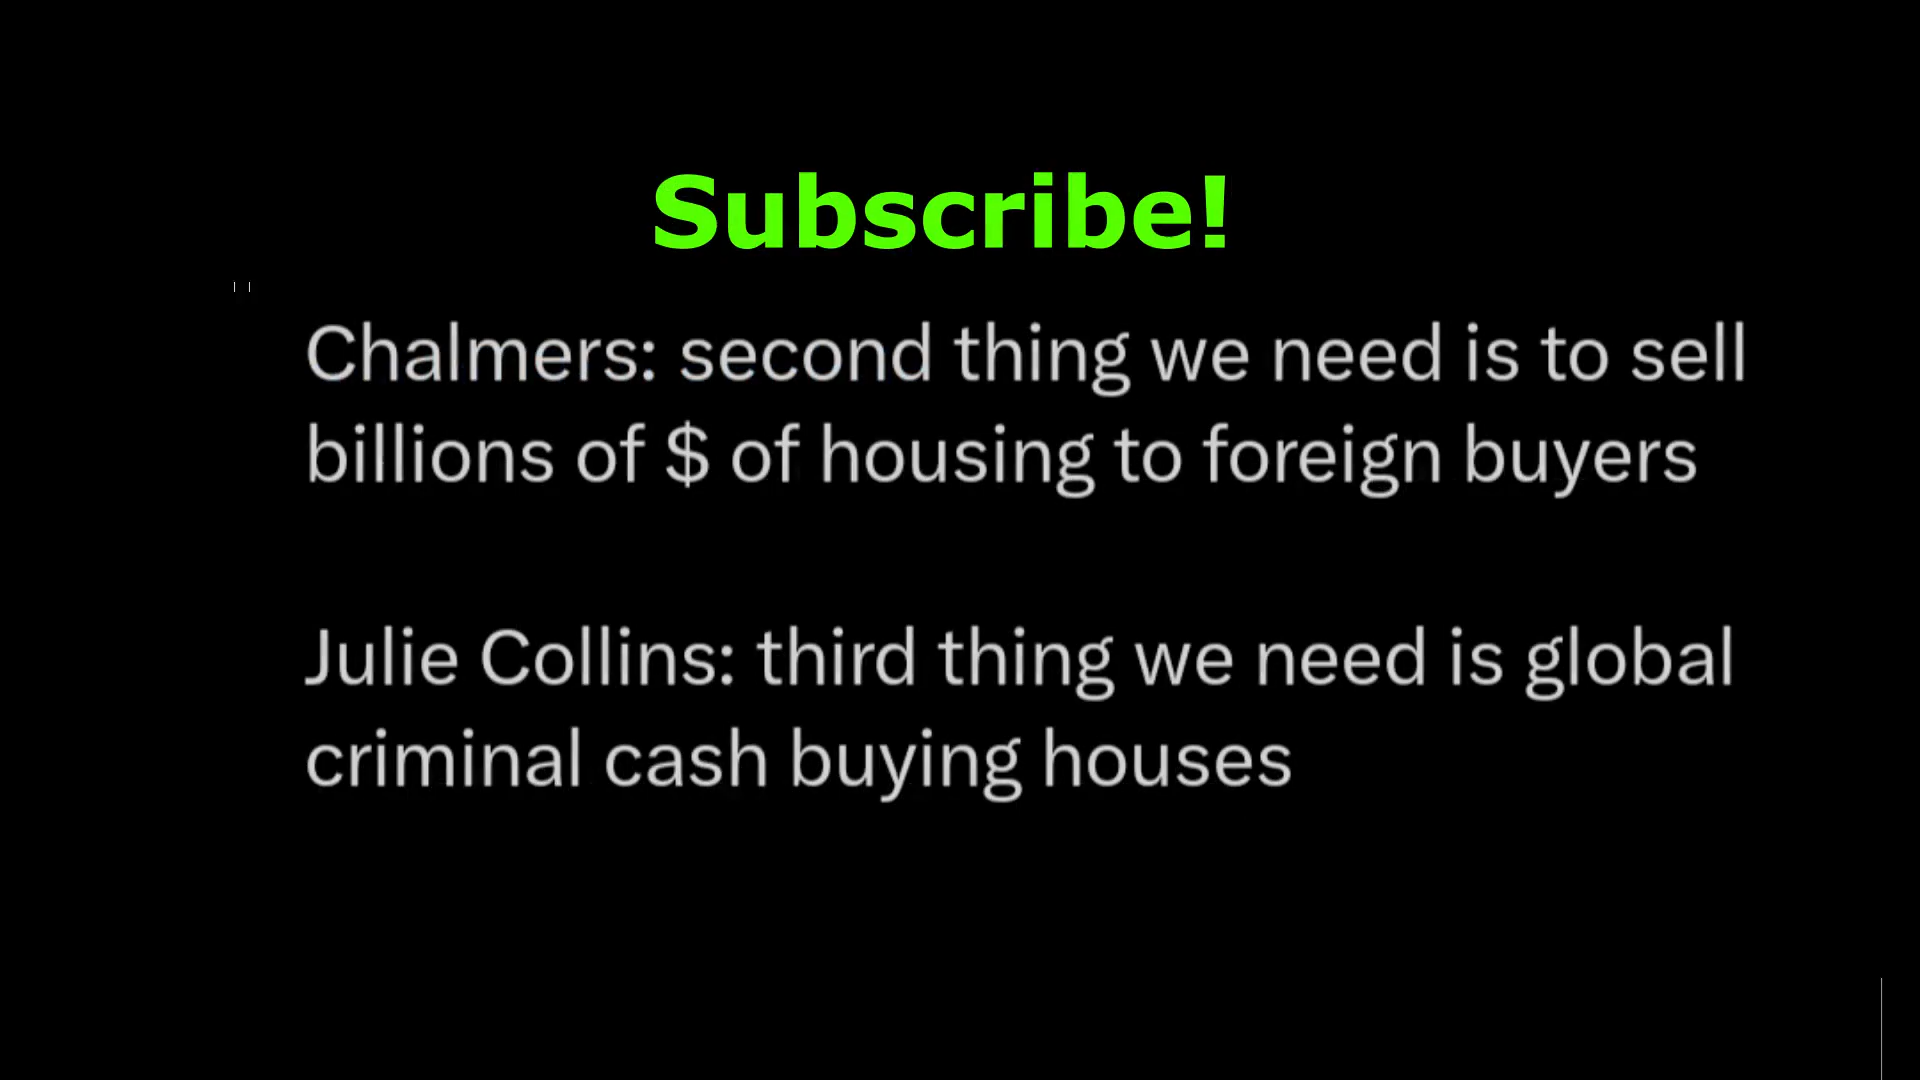 Subscribe!
Chalmers: second thing we need is to sell
billions of $ of housing to foreign buyers
Julie Collins: third thing we need is global
criminal cash buying houses